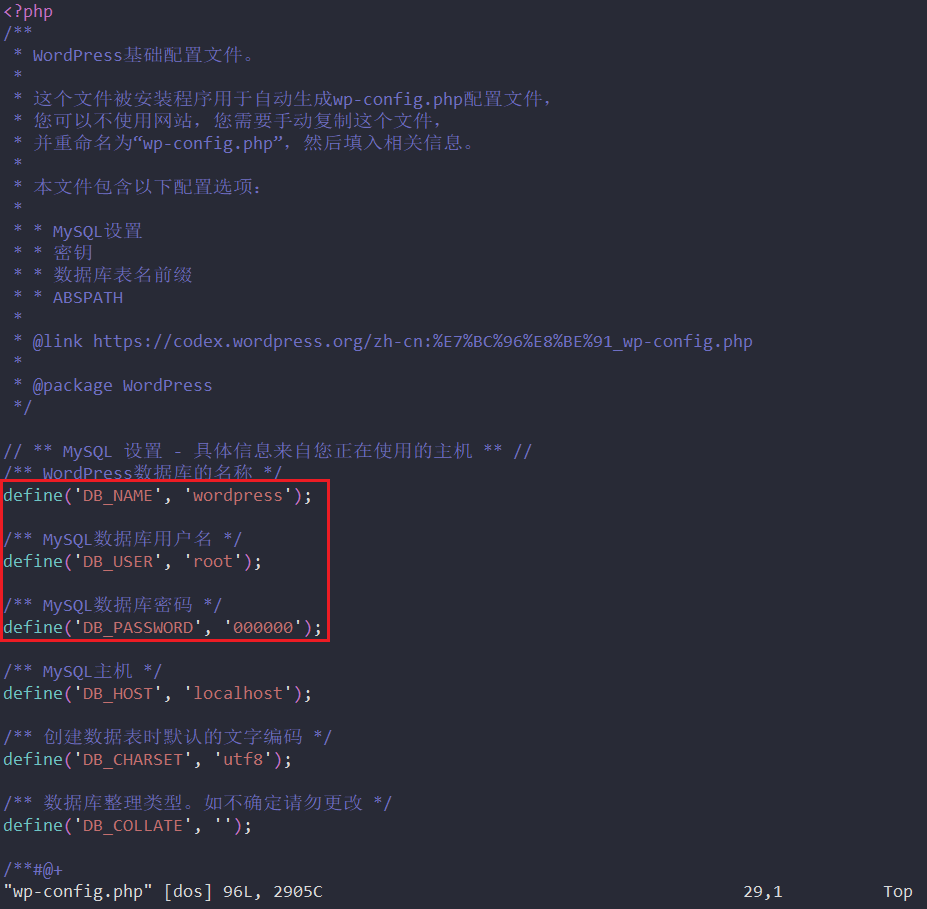 <?php
/**
 * WordPress基础配置文件。
 *
 * 这个文件被安装程序用于自动生成wp-config.php配置文件，
 * 您可以不使用网站，您需要手动复制这个文件，
 * 并重命名为“wp-config.php”，然后填入相关信息。
 *
 * 本文件包含以下配置选项：
 *
 * * MySQL设置
 * * 密钥
 * * 数据库表名前缀
 * * ABSPATH
 *
 * @link https://codex.wordpress.org/zh-cn:%E7%BC%96%E8%BE%91_wp-config.php
 *
 * @package WordPress
 */
// ** MySQL 设置 - 具体信息来自您正在使用的主机 ** //
/** WordPress数据库的名称 */
define('DB_NAME', 'wordpress');
/** MySQL数据库用户名 */
define('DB_USER', 'root');
/** MySQL数据库密码 */
define('DB_PASSWORD', '000000');
/** MySQL主机 */
define('DB_HOST', 'localhost');
/** 创建数据表时默认的文字编码 */
define('DB_CHARSET', 'utf8');
/** 数据库整理类型。如不确定请勿更改 */
define('DB_COLLATE', '');
/**#@+
"wp-config.php" [dos] 96L, 2905C 29,1 Top